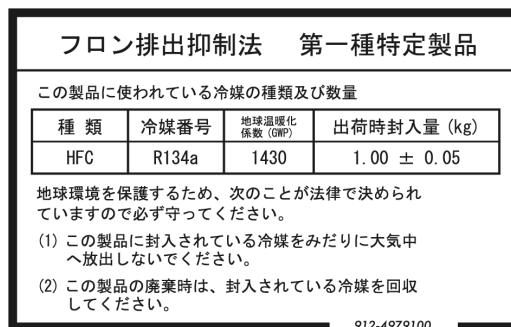 フロン排出抑制法　第一種特定製品
この製品に使われている冷媒の種類及び数量
種 類　冷媒番号　地球温暖化係数 (GWP)　出荷時封入量 (kg)
HFC　R134a　1430　1.00 ± 0.05
地球環境を保護するため、次のことが法律で決められ
ていますので必ず守ってください。
(1) この製品に封入されている冷媒をみだりに大気中
へ放出しないでください。
(2) この製品の廃棄時は、封入されている冷媒を回収
してください。
912-4979100